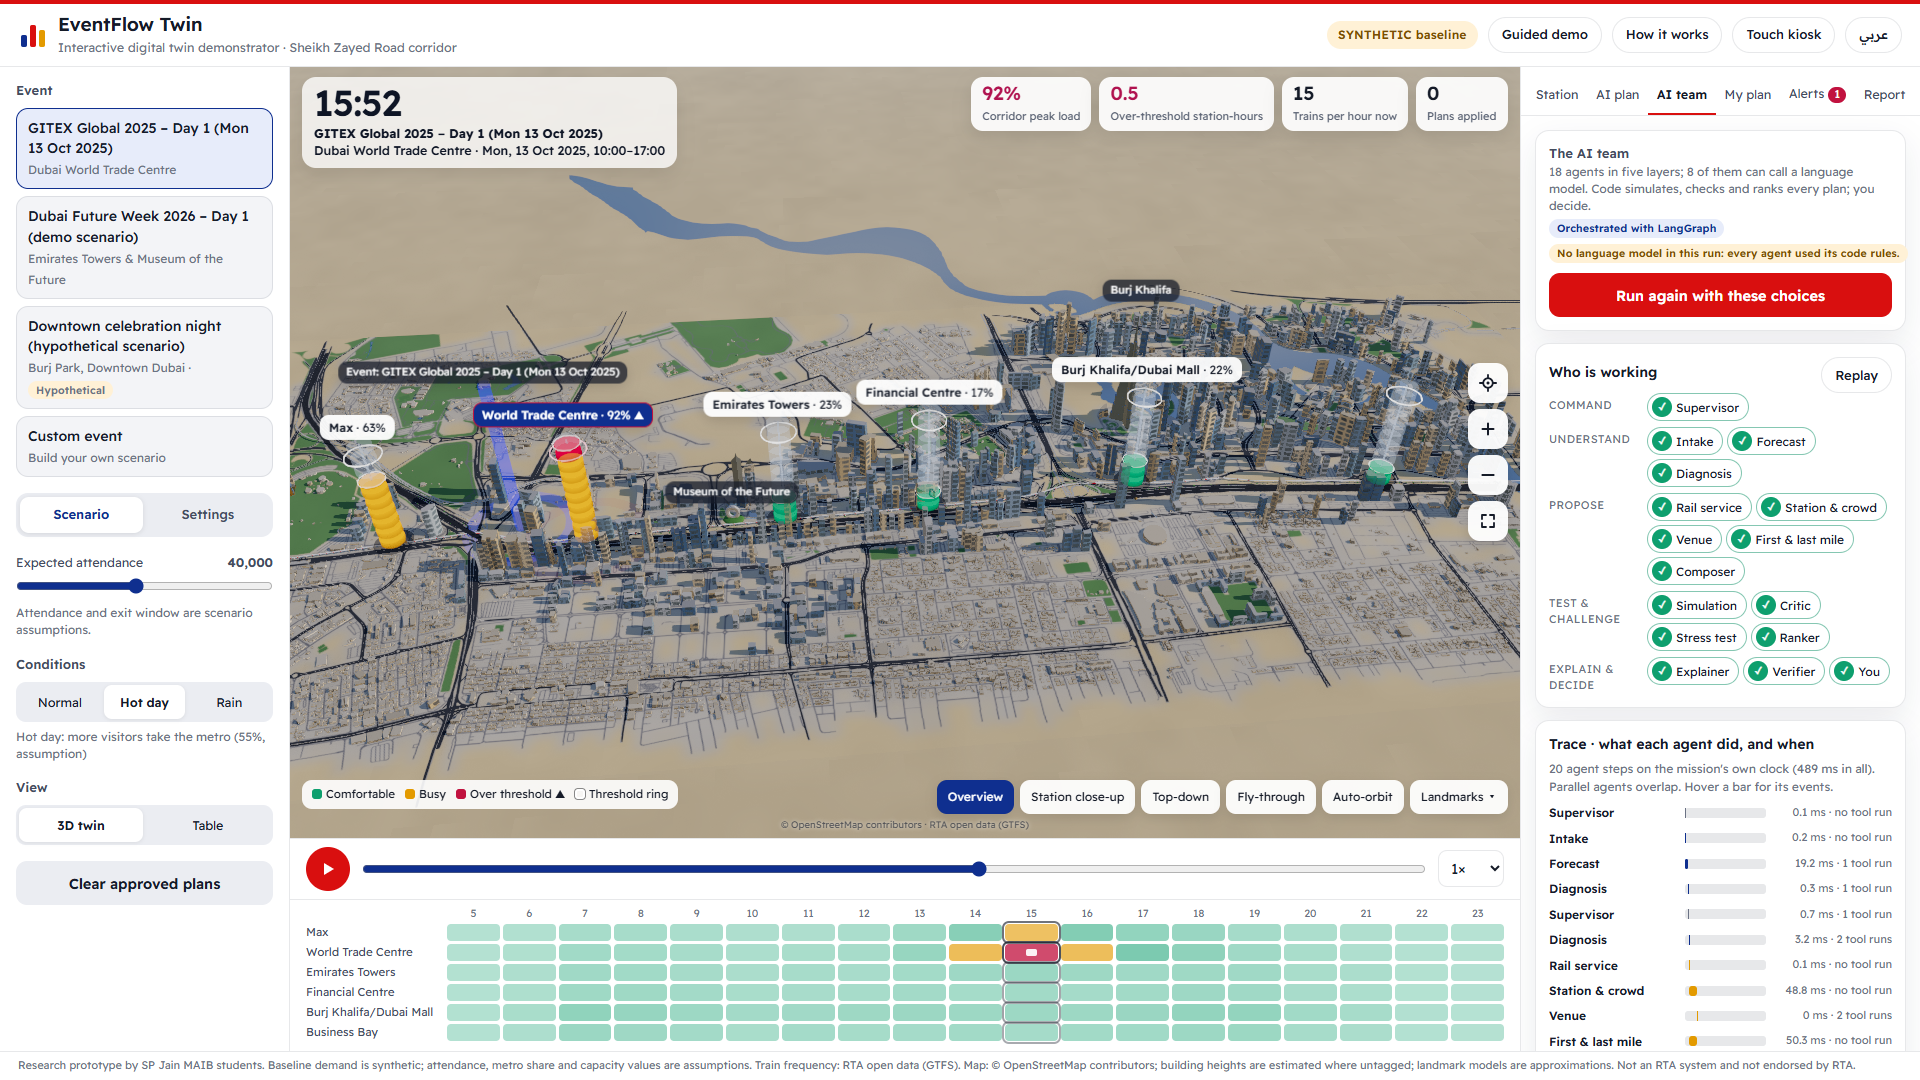 EventFlow Twin
Interactive digital twin demonstrator · Sheikh Zayed Road corridor
SYNTHETIC baseline
Guided demo
How it works
Touch kiosk
عربي
Event
GITEX Global 2025 – Day 1 (Mon
13 Oct 2025)
Dubai World Trade Centre
Dubai Future Week 2026 – Day 1
(demo scenario)
Emirates Towers & Museum of the
Future
Downtown celebration night
(hypothetical scenario)
Burj Park, Downtown Dubai ·
Hypothetical
Custom event
Build your own scenario
Scenario
Settings
Expected attendance
40,000
Attendance and exit window are scenario
assumptions.
Conditions
Normal
Hot day
Rain
Hot day: more visitors take the metro (55%,
assumption)
View
3D twin
Table
Clear approved plans
15:52
GITEX Global 2025 – Day 1 (Mon 13 Oct 2025)
Dubai World Trade Centre · Mon, 13 Oct 2025, 10:00–17:00
92%
Corridor peak load
0.5
Over-threshold station-hours
15
Trains per hour now
0
Plans applied
Burj Khalifa
Event: GITEX Global 2025 – Day 1 (Mon 13 Oct 2025)
Burj Khalifa/Dubai Mall · 22%
Financial Centre · 17%
Emirates Towers · 23%
World Trade Centre · 92% ▲
Max · 63%
Museum of the Future
Comfortable
Busy
Over threshold ▲
Threshold ring
Overview
Station close-up
Top-down
Fly-through
Auto-orbit
Landmarks
© OpenStreetMap contributors · RTA open data (GTFS)
1×
5 6 7 8 9 10 11 12 13 14 15 16 17 18 19 20 21 22 23
Max
World Trade Centre
Emirates Towers
Financial Centre
Burj Khalifa/Dubai Mall
Business Bay
Station
AI plan
AI team
My plan
Alerts 1
Report
The AI team
18 agents in five layers; 8 of them can call a language
model. Code simulates, checks and ranks every plan; you
decide.
Orchestrated with LangGraph
No language model in this run: every agent used its code rules.
Run again with these choices
Who is working
Replay
COMMAND
Supervisor
UNDERSTAND
Intake
Forecast
Diagnosis
PROPOSE
Rail service
Station & crowd
Venue
First & last mile
Composer
TEST &
CHALLENGE
Simulation
Critic
Stress test
Ranker
EXPLAIN &
DECIDE
Explainer
Verifier
You
Trace · what each agent did, and when
20 agent steps on the mission's own clock (489 ms in all).
Parallel agents overlap. Hover a bar for its events.
Supervisor 0.1 ms · no tool run
Intake 0.2 ms · no tool run
Forecast 19.2 ms · 1 tool run
Diagnosis 0.3 ms · 1 tool run
Supervisor 0.7 ms · 1 tool run
Diagnosis 3.2 ms · 2 tool runs
Rail service 0.1 ms · no tool run
Station & crowd 48.8 ms · no tool run
Venue 0 ms · 2 tool runs
First & last mile 50.3 ms · no tool run
Research prototype by SP Jain MAIB students. Baseline demand is synthetic; attendance, metro share and capacity values are assumptions. Train frequency: RTA open data (GTFS). Map: © OpenStreetMap contributors; building heights are estimated where untagged; landmark models are approximations. Not an RTA system and not endorsed by RTA.